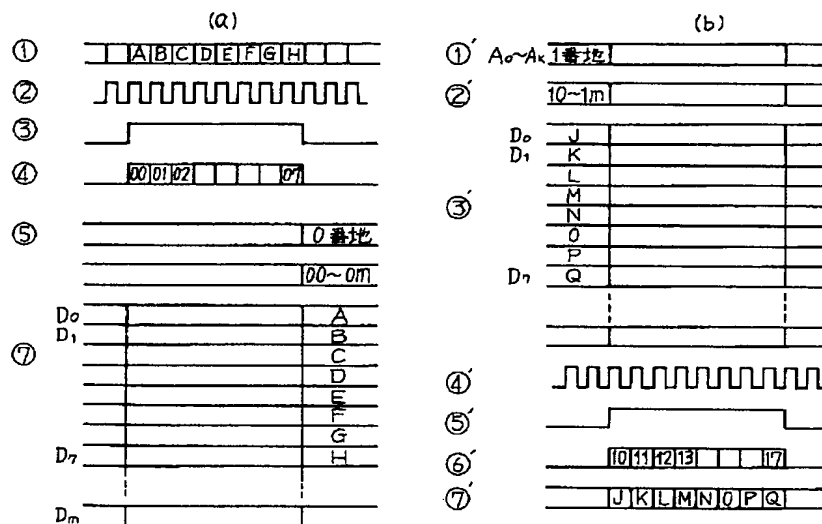 (a)
① A B C D E F G H
②
③
④ 00 01 02 07
⑤ 0番地
00~0m
⑦
D0 A
D1 B
C
D
E
F
G
D7 H
Dm
(b)
①′ A0~Ak 1番地
②′ 10~1m
③′
D0 J
D1 K
L
M
N
O
P
D7 Q
④′
⑤′
⑥′ 10 11 12 13 17
⑦′ J K L M N O P Q